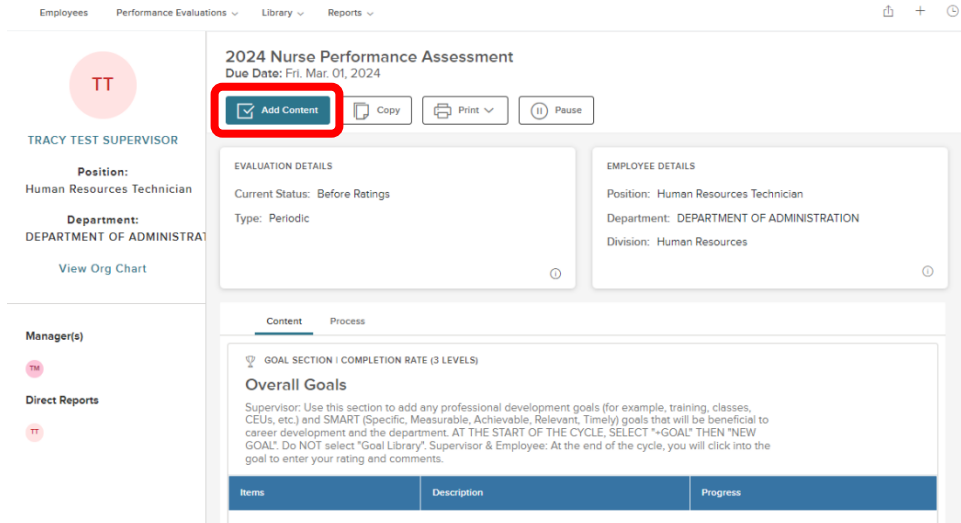 Employees Performance Evaluations Library Reports
TT
TRACY TEST SUPERVISOR
Position:
Human Resources Technician
Department:
DEPARTMENT OF ADMINISTRAT
View Org Chart
Manager(s)
TM
Direct Reports
TT
2024 Nurse Performance Assessment
Due Date: Fri. Mar. 01, 2024
Add Content Copy Print Pause
EVALUATION DETAILS
Current Status: Before Ratings
Type: Periodic
EMPLOYEE DETAILS
Position: Human Resources Technician
Department: DEPARTMENT OF ADMINISTRATION
Division: Human Resources
Content Process
GOAL SECTION | COMPLETION RATE (3 LEVELS)
Overall Goals
Supervisor: Use this section to add any professional development goals (for example, training, classes,
CEUs, etc.) and SMART (Specific, Measurable, Achievable, Relevant, Timely) goals that will be beneficial to
career development and the department. AT THE START OF THE CYCLE, SELECT "+GOAL" THEN "NEW
GOAL". Do NOT select "Goal Library". Supervisor & Employee: At the end of the cycle, you will click into the
goal to enter your rating and comments.
Items Description Progress